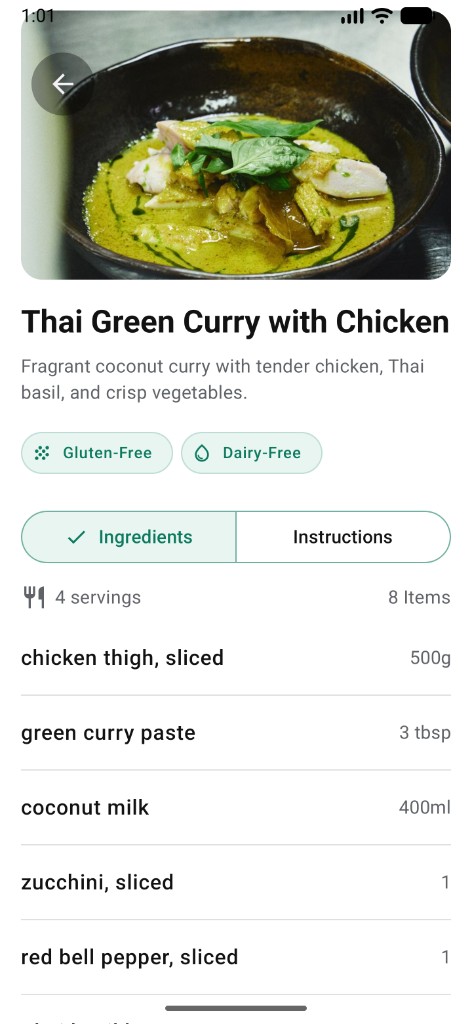 1:01
Thai Green Curry with Chicken
Fragrant coconut curry with tender chicken, Thai
basil, and crisp vegetables.
Gluten-Free
Dairy-Free
Ingredients
Instructions
4 servings
8 Items
chicken thigh, sliced
500g
green curry paste
3 tbsp
coconut milk
400ml
zucchini, sliced
1
red bell pepper, sliced
1